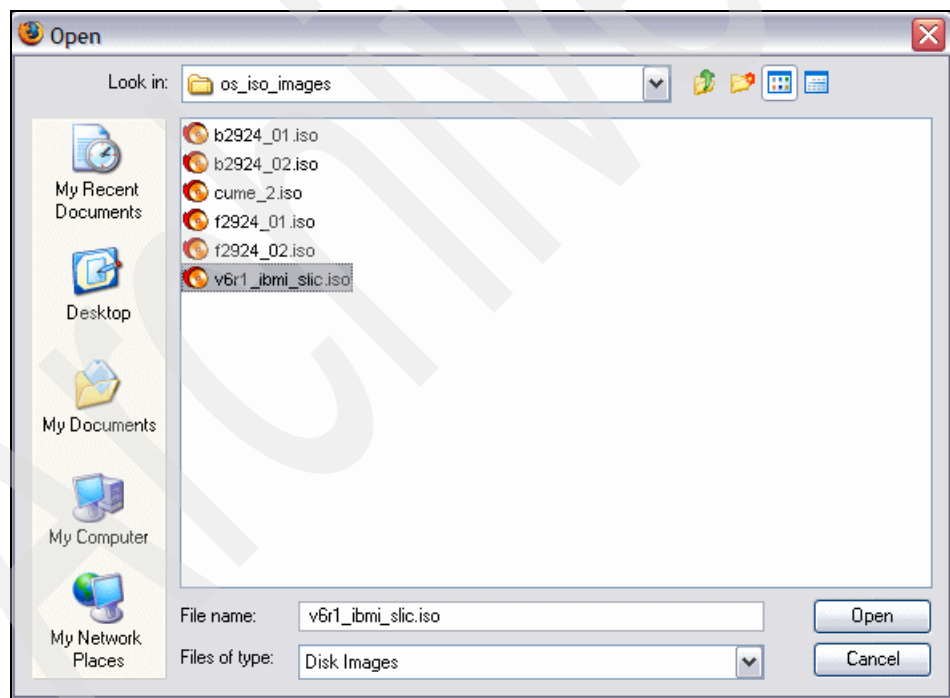 Open
Look in: os_iso_images
b2924_01.iso
b2924_02.iso
cume_2.iso
f2924_01.iso
f2924_02.iso
v6r1_ibmi_slic.iso
My Recent
Documents
Desktop
My Documents
My Computer
My Network
Places
File name: v6r1_ibmi_slic.iso Open
Files of type: Disk Images Cancel